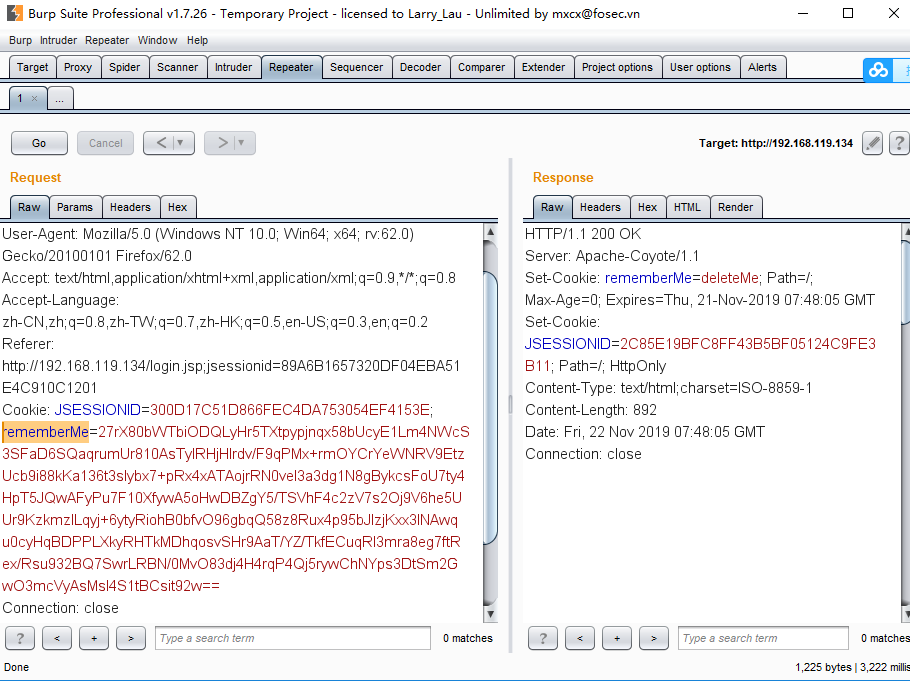 Burp Suite Professional v1.7.26 - Temporary Project - licensed to Larry_Lau - Unlimited by mxcx@fosec.vn
Burp Intruder Repeater Window Help
Target Proxy Spider Scanner Intruder Repeater Sequencer Decoder Comparer Extender Project options User options Alerts
1 × ...
Go Cancel < | ▼ > | ▼ Target: http://192.168.119.134 ?
Request
Raw Params Headers Hex
User-Agent: Mozilla/5.0 (Windows NT 10.0; Win64; x64; rv:62.0)
Gecko/20100101 Firefox/62.0
Accept: text/html,application/xhtml+xml,application/xml;q=0.9,*/*;q=0.8
Accept-Language:
zh-CN,zh;q=0.8,zh-TW;q=0.7,zh-HK;q=0.5,en-US;q=0.3,en;q=0.2
Referer:
http://192.168.119.134/login.jsp;jsessionid=89A6B1657320DF04EBA51
E4C910C1201
Cookie: JSESSIONID=300D17C51D866FEC4DA753054EF4153E;
rememberMe=27rX80bWTbiODQLyHr5TXtpypjnqx58bUcyE1Lm4NWcS
3SFaD6SQaqrumUr810AsTylRHjHlrdv/F9qPMx+rmOYCrYeWNRV9Etz
Ucb9i88kKa136t3slybx7+pRx4xATAojrRN0vel3a3dg1N8gBykcsFoU7ty4
HpT5JQwAFyPu7F10XfywA5oHwDBZgY5/TSVhF4c2zV7s2Oj9V6he5U
Ur9KzkmzILqyj+6ytyRiohB0bfvO96gbqQ58z8Rux4p95bJlzjKxx3lNAwq
u0cyHqBDPPLXkyRHTkMDhqosvSHr9AaT/YZ/TkfECuqRl3mra8eg7ftR
ex/Rsu932BQ7SwrLRBN/0MvO83dj4H4rqP4Qj5rywChNYps3DtSm2G
wO3mcVyAsMsl4S1tBCsit92w==
Connection: close
? < + > Type a search term 0 matches
Response
Raw Headers Hex HTML Render
HTTP/1.1 200 OK
Server: Apache-Coyote/1.1
Set-Cookie: rememberMe=deleteMe; Path=/;
Max-Age=0; Expires=Thu, 21-Nov-2019 07:48:05 GMT
Set-Cookie:
JSESSIONID=2C85E19BFC8FF43B5BF05124C9FE3
B11; Path=/; HttpOnly
Content-Type: text/html;charset=ISO-8859-1
Content-Length: 892
Date: Fri, 22 Nov 2019 07:48:05 GMT
Connection: close
? < + > Type a search term 0 matches
Done 1,225 bytes | 3,222 millis